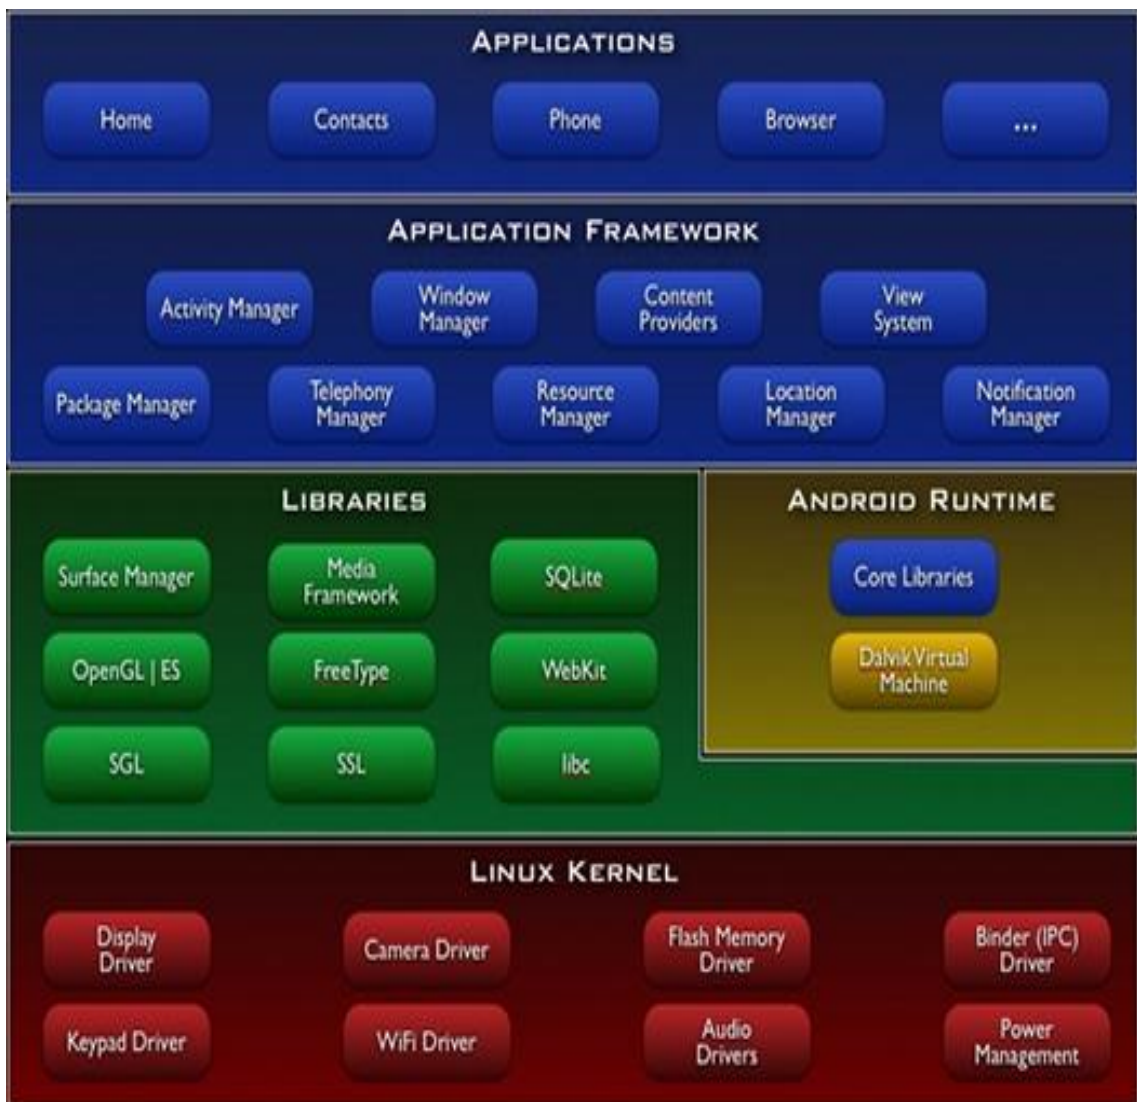 APPLICATIONS
Home
Contacts
Phone
Browser
...
APPLICATION FRAMEWORK
Activity Manager
Window
Manager
Content
Providers
View
System
Package Manager
Telephony
Manager
Resource
Manager
Location
Manager
Notification
Manager
LIBRARIES
Surface Manager
Media
Framework
SQLite
OpenGL | ES
FreeType
WebKit
SGL
SSL
libc
ANDROID RUNTIME
Core Libraries
Dalvik Virtual
Machine
LINUX KERNEL
Display
Driver
Camera Driver
Flash Memory
Driver
Binder (IPC)
Driver
Keypad Driver
WiFi Driver
Audio
Drivers
Power
Management